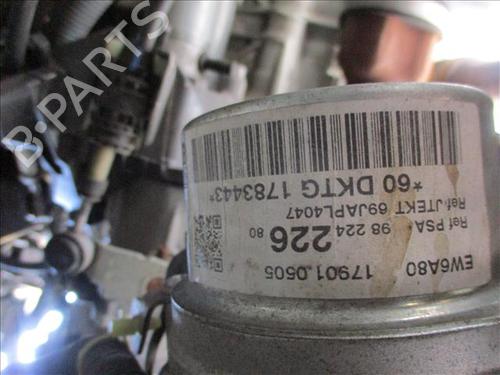 B-PARTS
EW6A80 17901.0505
Ref PSA 98 224 226 80
Ref JTEKT 69JAPL4047
*60 DKTG 1783443*